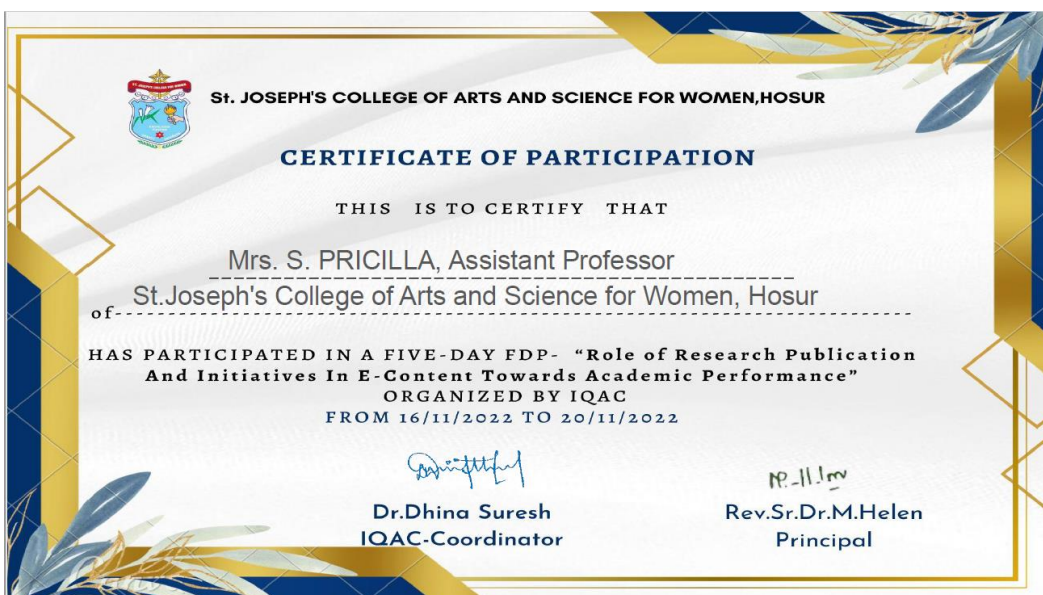 St. JOSEPH'S COLLEGE OF ARTS AND SCIENCE FOR WOMEN,HOSUR
CERTIFICATE OF PARTICIPATION
THIS IS TO CERTIFY THAT
Mrs. S. PRICILLA, Assistant Professor
of St.Joseph's College of Arts and Science for Women, Hosur
HAS PARTICIPATED IN A FIVE-DAY FDP- “Role of Research Publication
And Initiatives In E-Content Towards Academic Performance”
ORGANIZED BY IQAC
FROM 16/11/2022 TO 20/11/2022
Dr.Dhina Suresh
IQAC-Coordinator
Rev.Sr.Dr.M.Helen
Principal